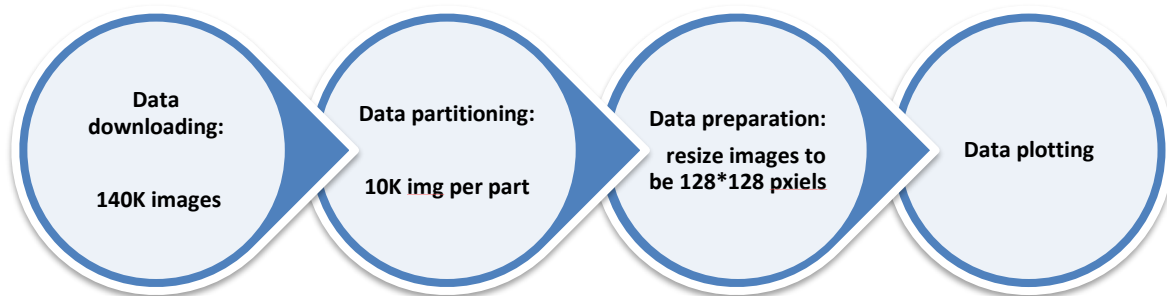 Data
downloading:
140K images
Data partitioning:
10K img per part
Data preparation:
resize images to
be 128*128 pxiels
Data plotting